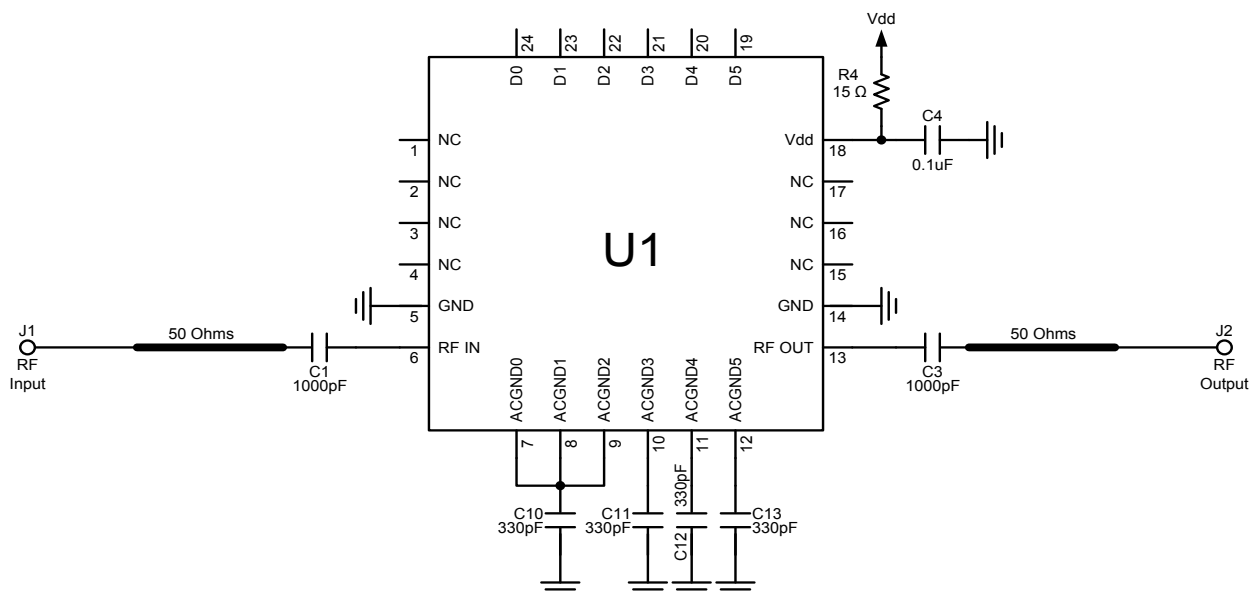 Vdd
24
23
22
21
20
19
D0
D1
D2
D3
D4
D5
R4
15 Ω
C4
0.1uF
NC
1
Vdd
18
NC
2
NC
17
NC
3
NC
16
U1
NC
4
NC
15
GND
5
GND
14
J1
RF
Input
50 Ohms
C1
1000pF
RF IN
6
RF OUT
13
C3
1000pF
50 Ohms
J2
RF
Output
ACGND0
ACGND1
ACGND2
ACGND3
ACGND4
ACGND5
7
8
9
10
11
12
C10
330pF
C11
330pF
330pF
C12
C13
330pF